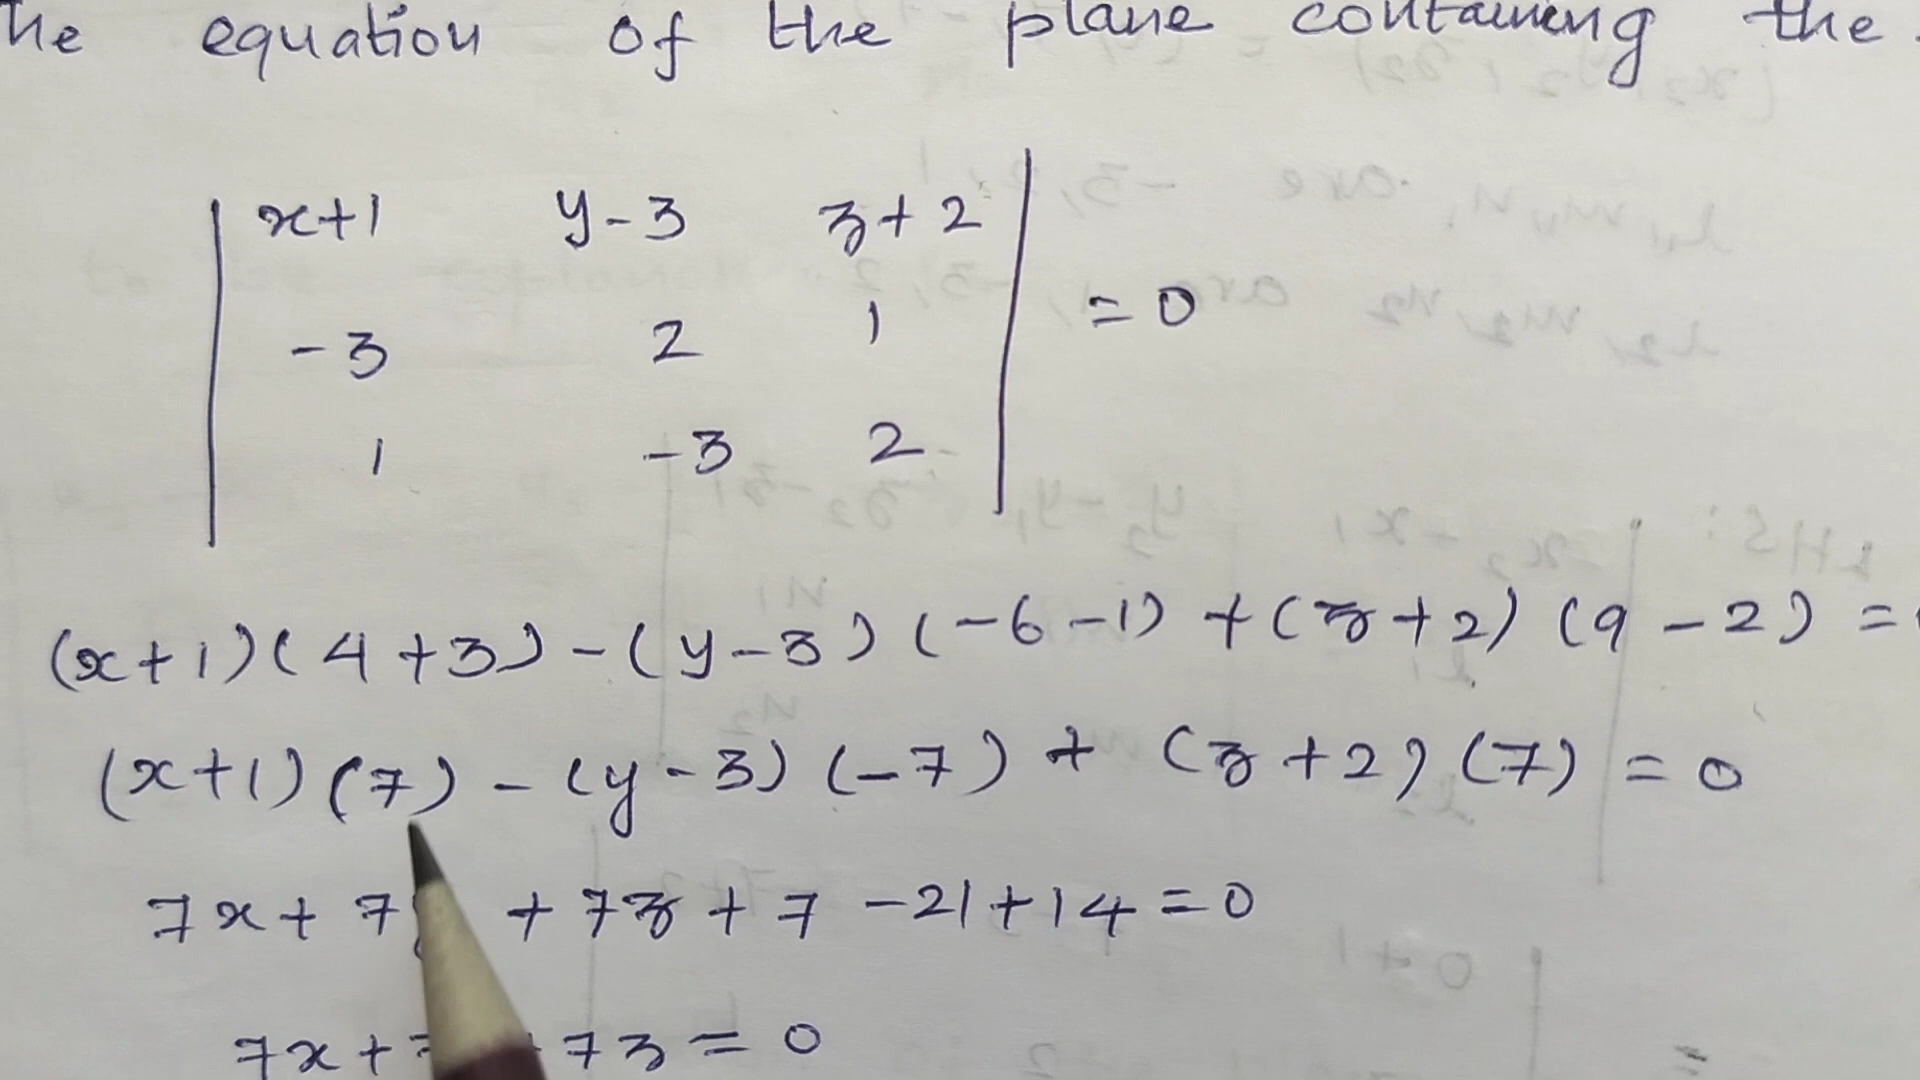 he equation of the plane containing the
| x+1 y-3 z+2 |
| -3 2 1 | = 0
| 1 -3 2 |
(x+1)(4+3)-(y-3)(-6-1)+(z+2)(9-2)=
(x+1)(7)-(y-3)(-7)+(z+2)(7)=0
7x+7 +7z+7-21+14=0
7x+ 7z=0